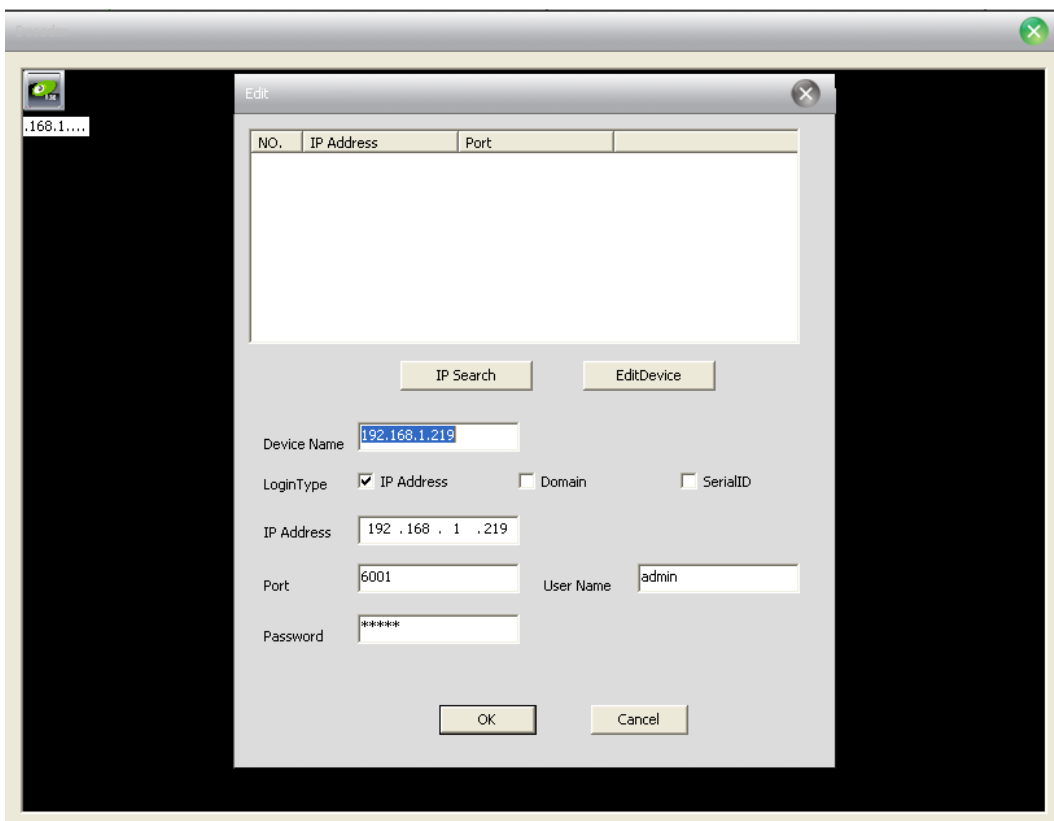 Encoder
Edit
.168.1....
NO. IP Address Port
IP Search EditDevice
Device Name 192.168.1.219
LoginType IP Address Domain SerialID
IP Address 192 .168 . 1 .219
Port 6001 User Name admin
Password *****
OK Cancel